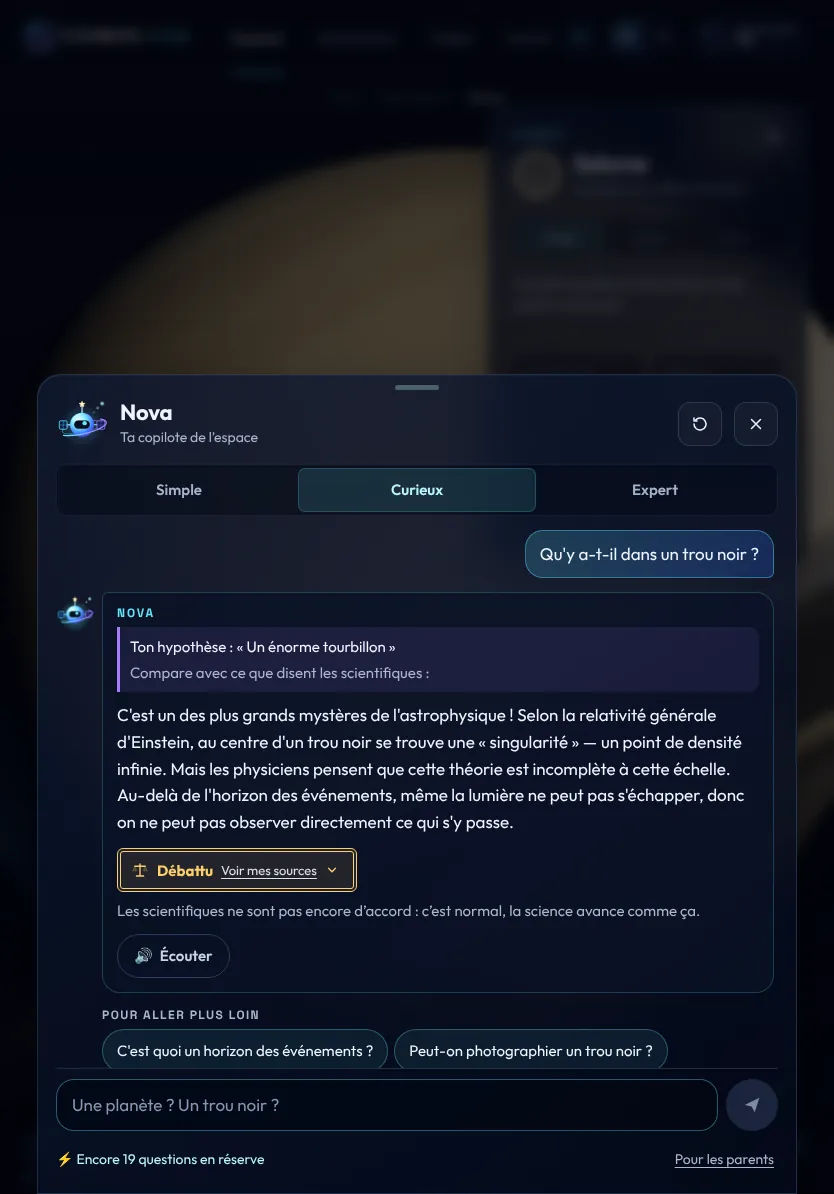 Nova
Ta copilote de l'espace
Simple
Curieux
Expert
Qu'y a-t-il dans un trou noir ?
NOVA
Ton hypothèse : « Un énorme tourbillon »
Compare avec ce que disent les scientifiques :
C'est un des plus grands mystères de l'astrophysique ! Selon la relativité générale
d'Einstein, au centre d'un trou noir se trouve une « singularité » — un point de densité
infinie. Mais les physiciens pensent que cette théorie est incomplète à cette échelle.
Au-delà de l'horizon des événements, même la lumière ne peut pas s'échapper, donc
on ne peut pas observer directement ce qui s'y passe.
Débattu Voir mes sources
Les scientifiques ne sont pas encore d’accord : c’est normal, la science avance comme ça.
Écouter
POUR ALLER PLUS LOIN
C'est quoi un horizon des événements ?
Peut-on photographier un trou noir ?
Une planète ? Un trou noir ?
⚡ Encore 19 questions en réserve
Pour les parents